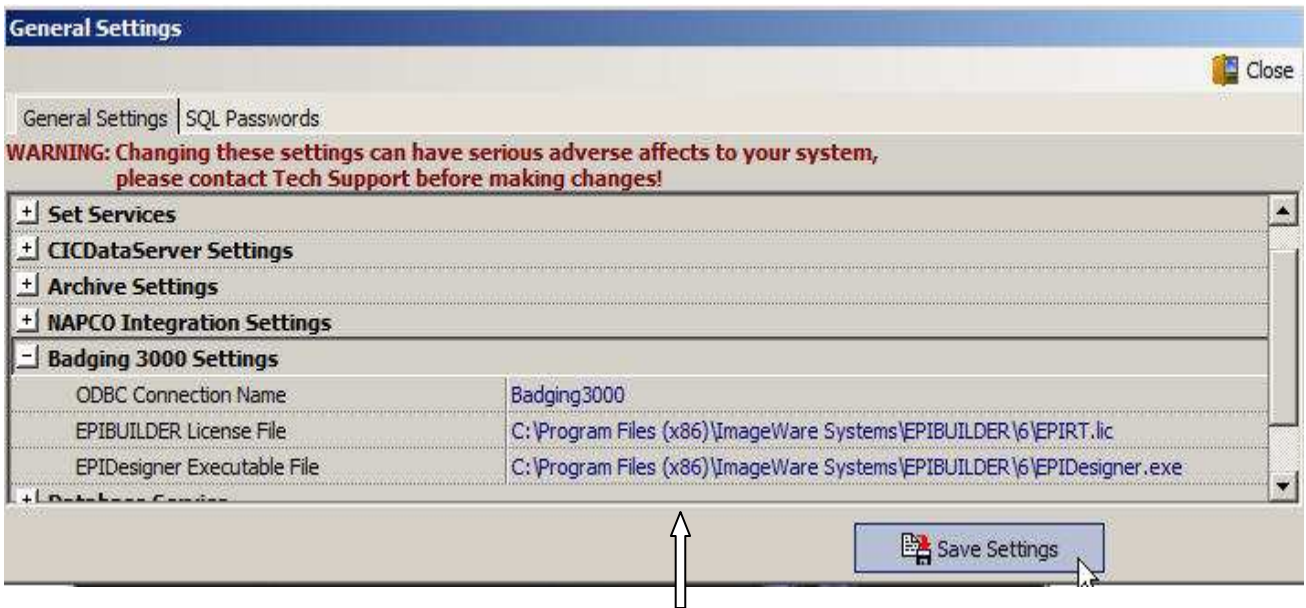 General Settings
Close
General Settings SQL Passwords
WARNING: Changing these settings can have serious adverse affects to your system,
please contact Tech Support before making changes!
Set Services
CICDataServer Settings
Archive Settings
NAPCO Integration Settings
Badging 3000 Settings
ODBC Connection Name Badging3000
EPIBUILDER License File C:\Program Files (x86)\ImageWare Systems\EPIBUILDER\6\EPIRT.lic
EPIDesigner Executable File C:\Program Files (x86)\ImageWare Systems\EPIBUILDER\6\EPIDesigner.exe
Database Service
Save Settings